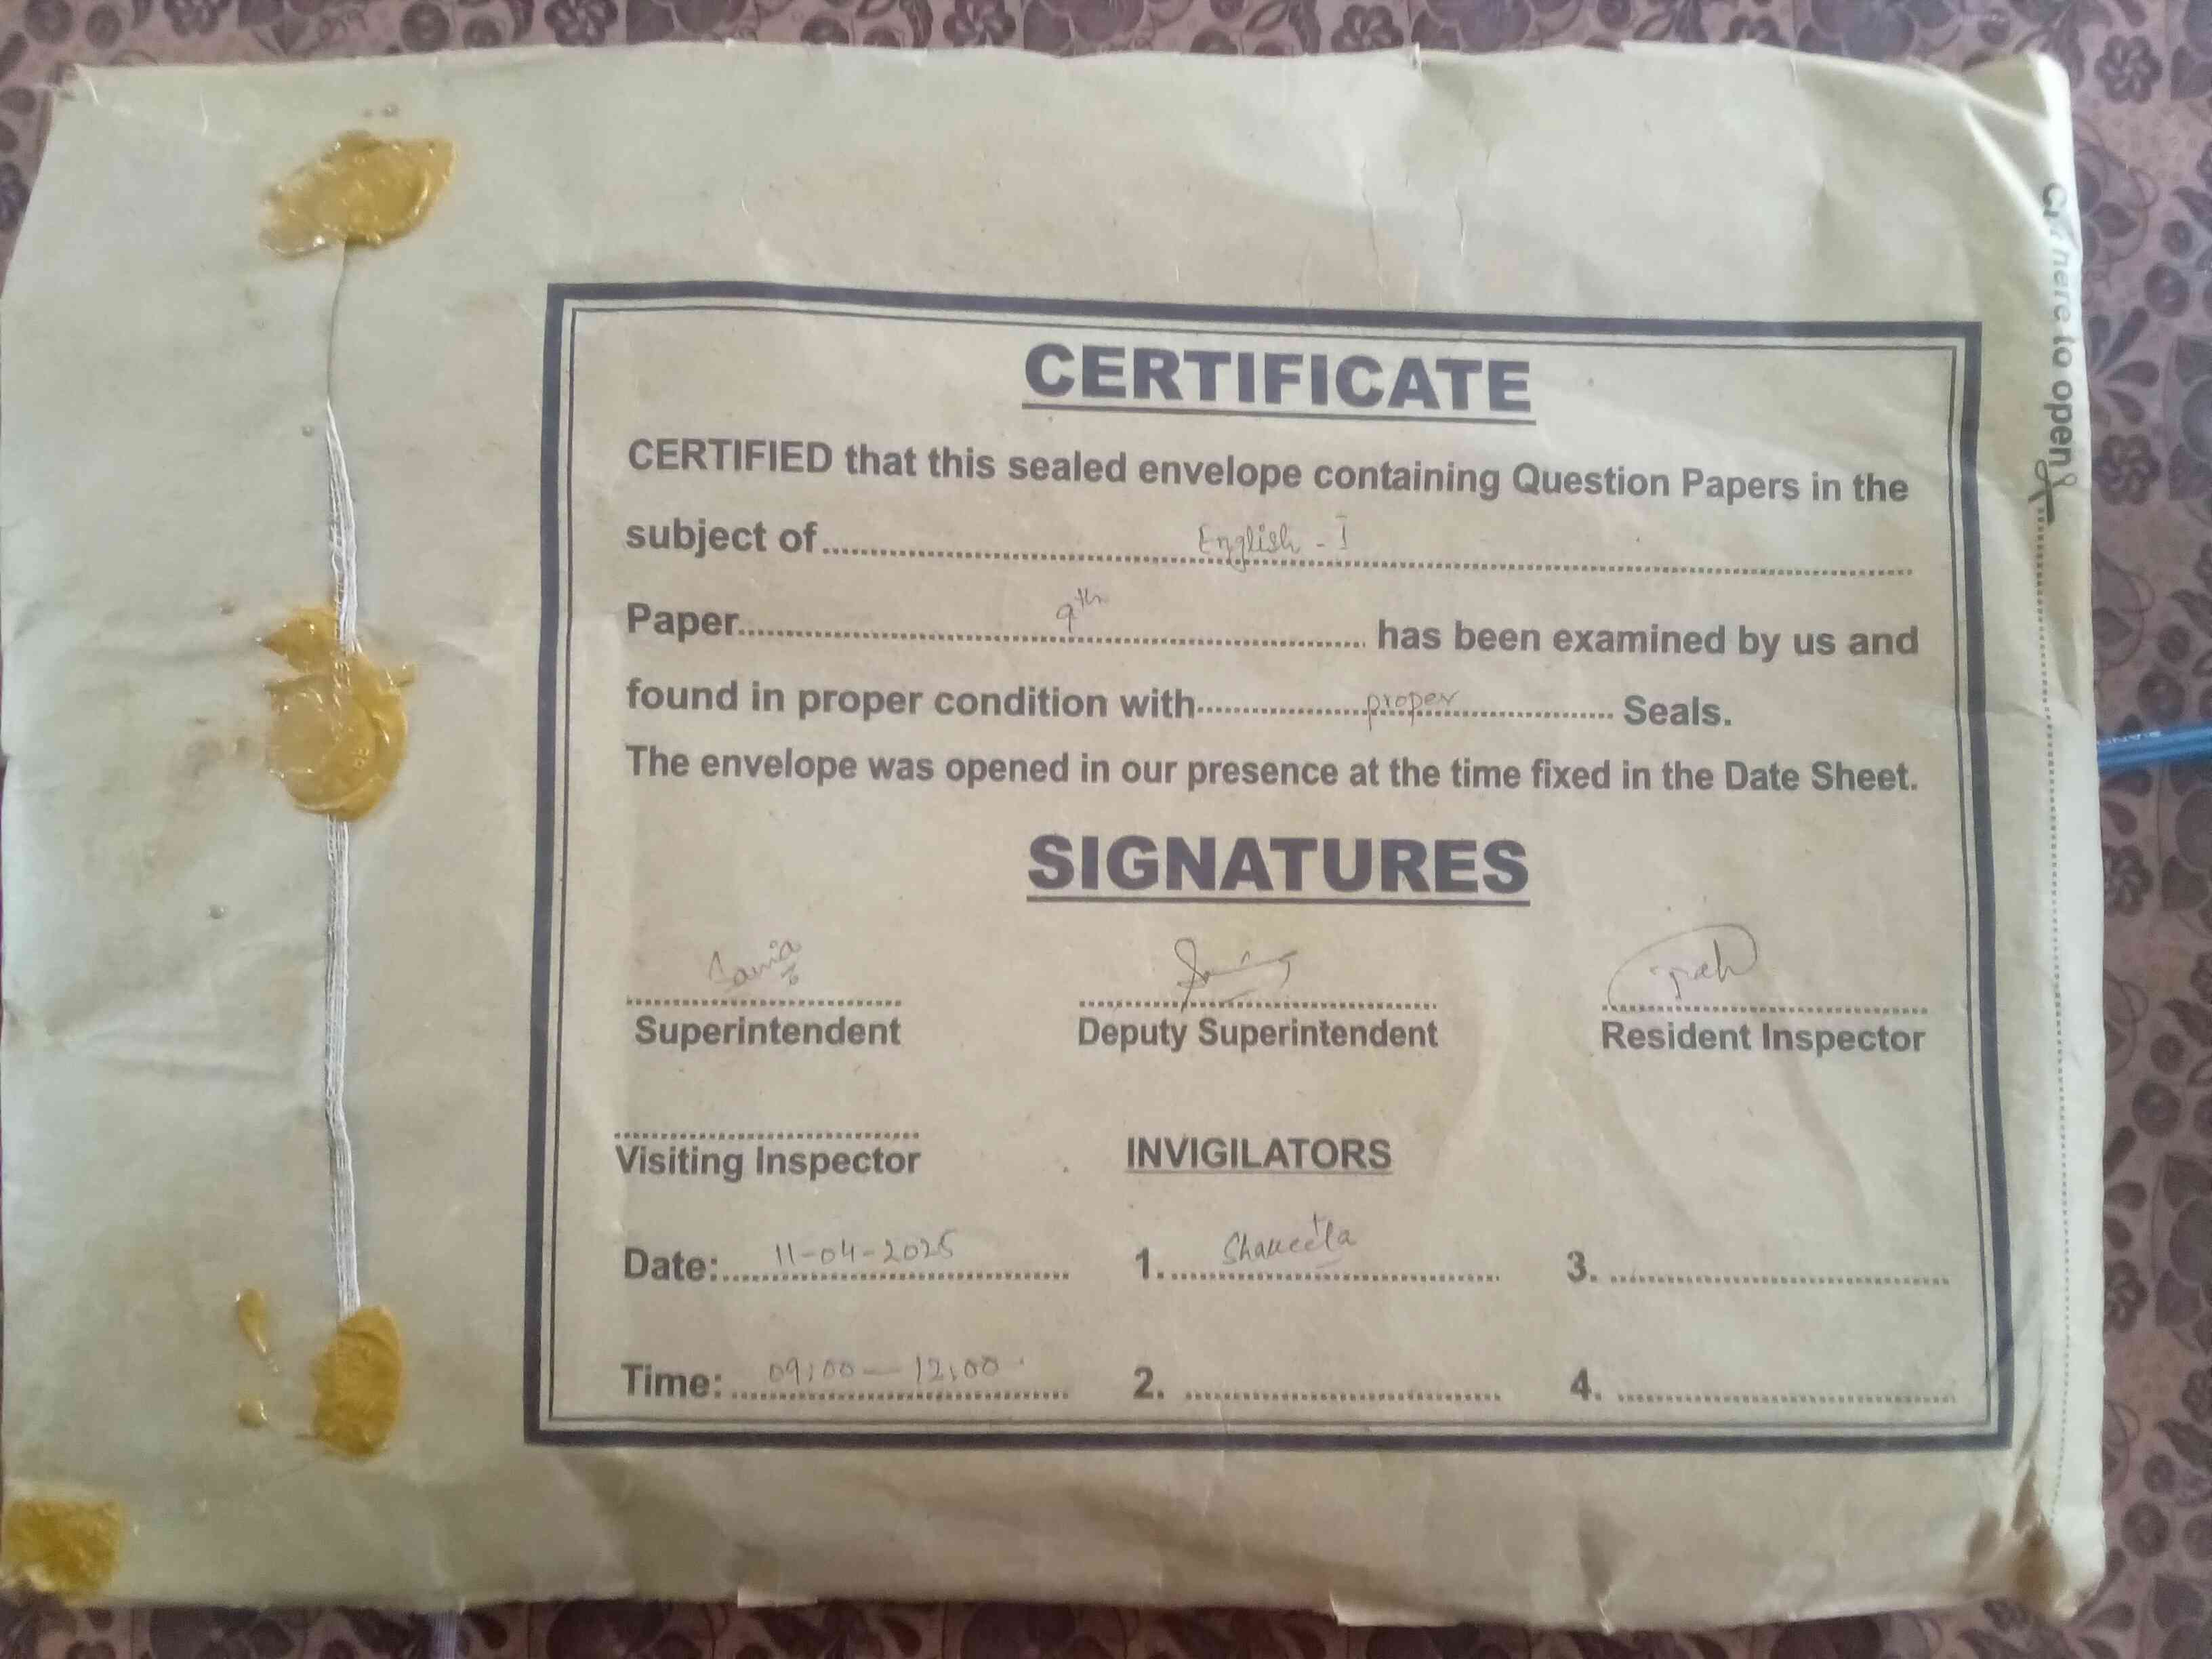 Cut here to open
CERTIFICATE
CERTIFIED that this sealed envelope containing Question Papers in the
subject of English - I
Paper 9th has been examined by us and
found in proper condition with proper Seals.
The envelope was opened in our presence at the time fixed in the Date Sheet.
SIGNATURES
Sania
Superintendent Deputy Superintendent Resident Inspector
Visiting Inspector INVIGILATORS
Date: 11-04-2025 1. 3.
Time: 09:00 — 12:00 2. 4.